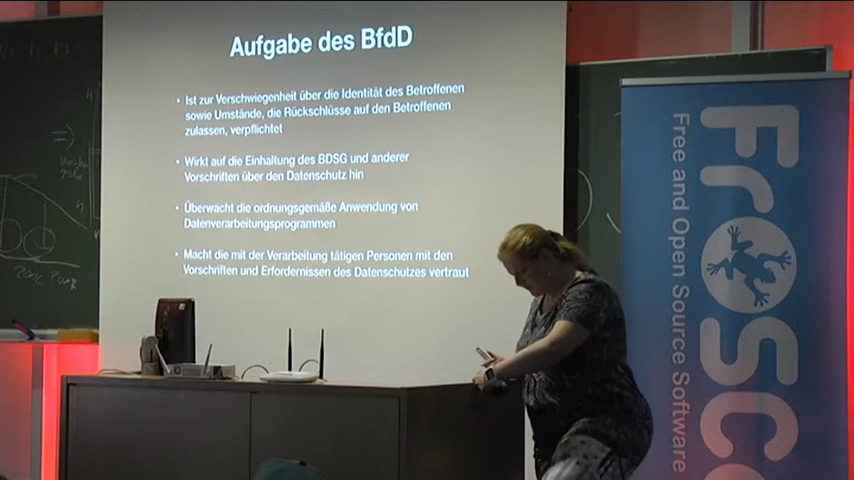 Aufgabe des BfdD
• Ist zur Verschwiegenheit über die Identität des Betroffenen
sowie Umstände, die Rückschlüsse auf den Betroffenen
zulassen, verpflichtet
• Wirkt auf die Einhaltung des BDSG und anderer
Vorschriften über den Datenschutz hin
• Überwacht die ordnungsgemäße Anwendung von
Datenverarbeitungsprogrammen
• Macht die mit der Verarbeitung tätigen Personen mit den
Vorschriften und Erfordernissen des Datenschutzes vertraut
Free and Open Source Software
FrOSC